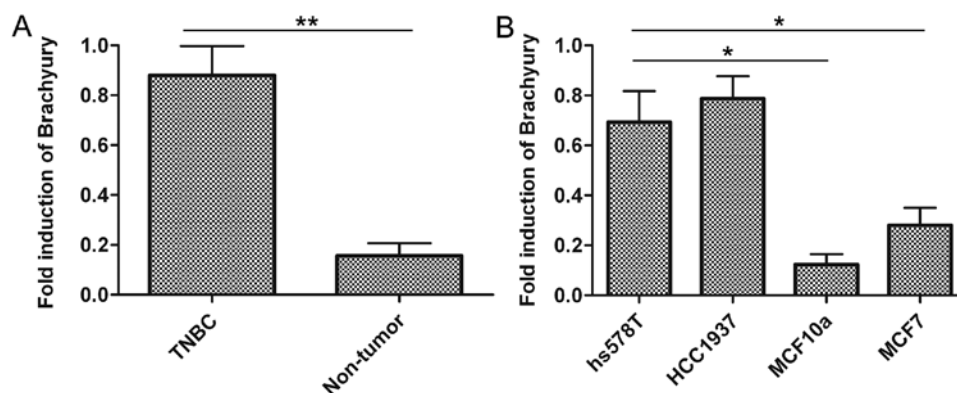 A
**
Fold induction of Brachyury
1.0
0.8
0.6
0.4
0.2
0.0
TNBC
Non-tumor
B
*
*
Fold induction of Brachyury
1.0
0.8
0.6
0.4
0.2
0.0
hs578T
HCC1937
MCF10a
MCF7